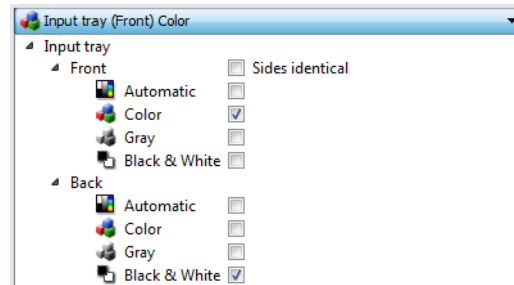 Input tray (Front) Color
Input tray
Front Sides identical
Automatic
Color
Gray
Black & White
Back
Automatic
Color
Gray
Black & White